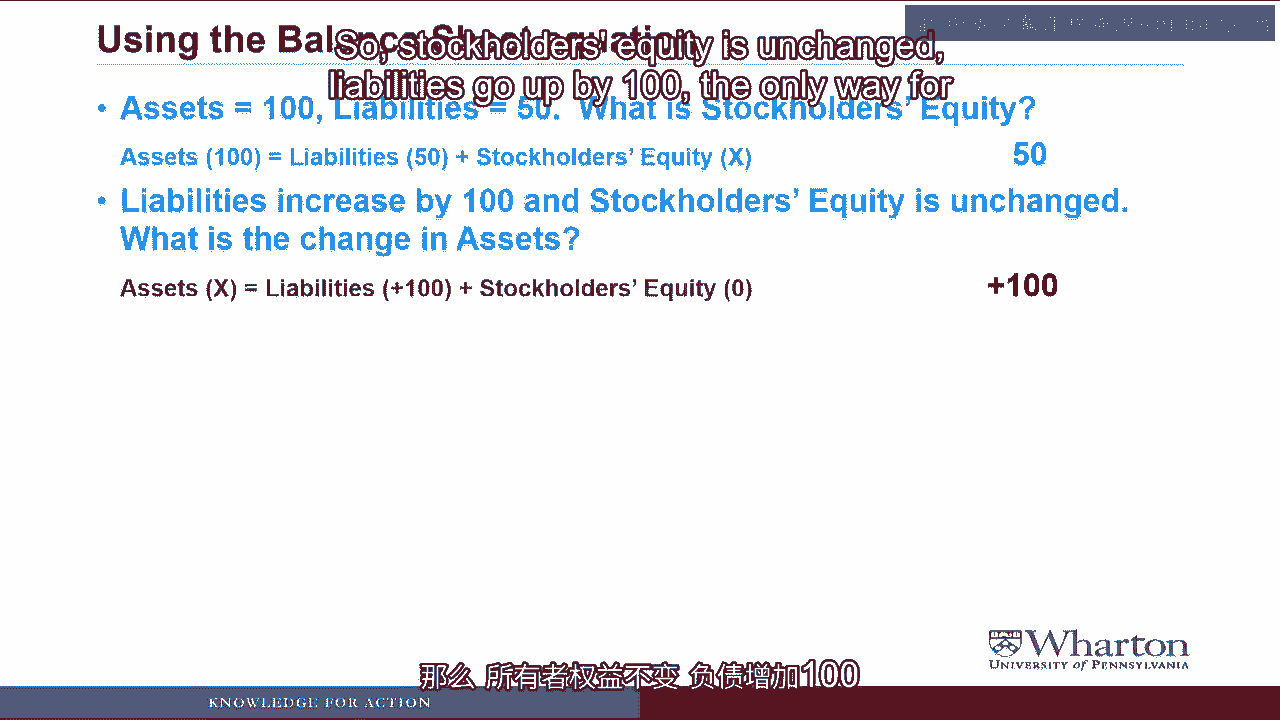 Using the Balance Sheet Equation
So, stockholders' equity is unchanged,
liabilities go up by 100, the only way for
• Assets = 100, Liabilities = 50. What is Stockholders’ Equity?
Assets (100) = Liabilities (50) + Stockholders’ Equity (X) 50
• Liabilities increase by 100 and Stockholders’ Equity is unchanged.
What is the change in Assets?
Assets (X) = Liabilities (+100) + Stockholders’ Equity (0) +100
Wharton
UNIVERSITY of PENNSYLVANIA
那么 所有者权益不变 负债增加100
KNOWLEDGE FOR ACTION